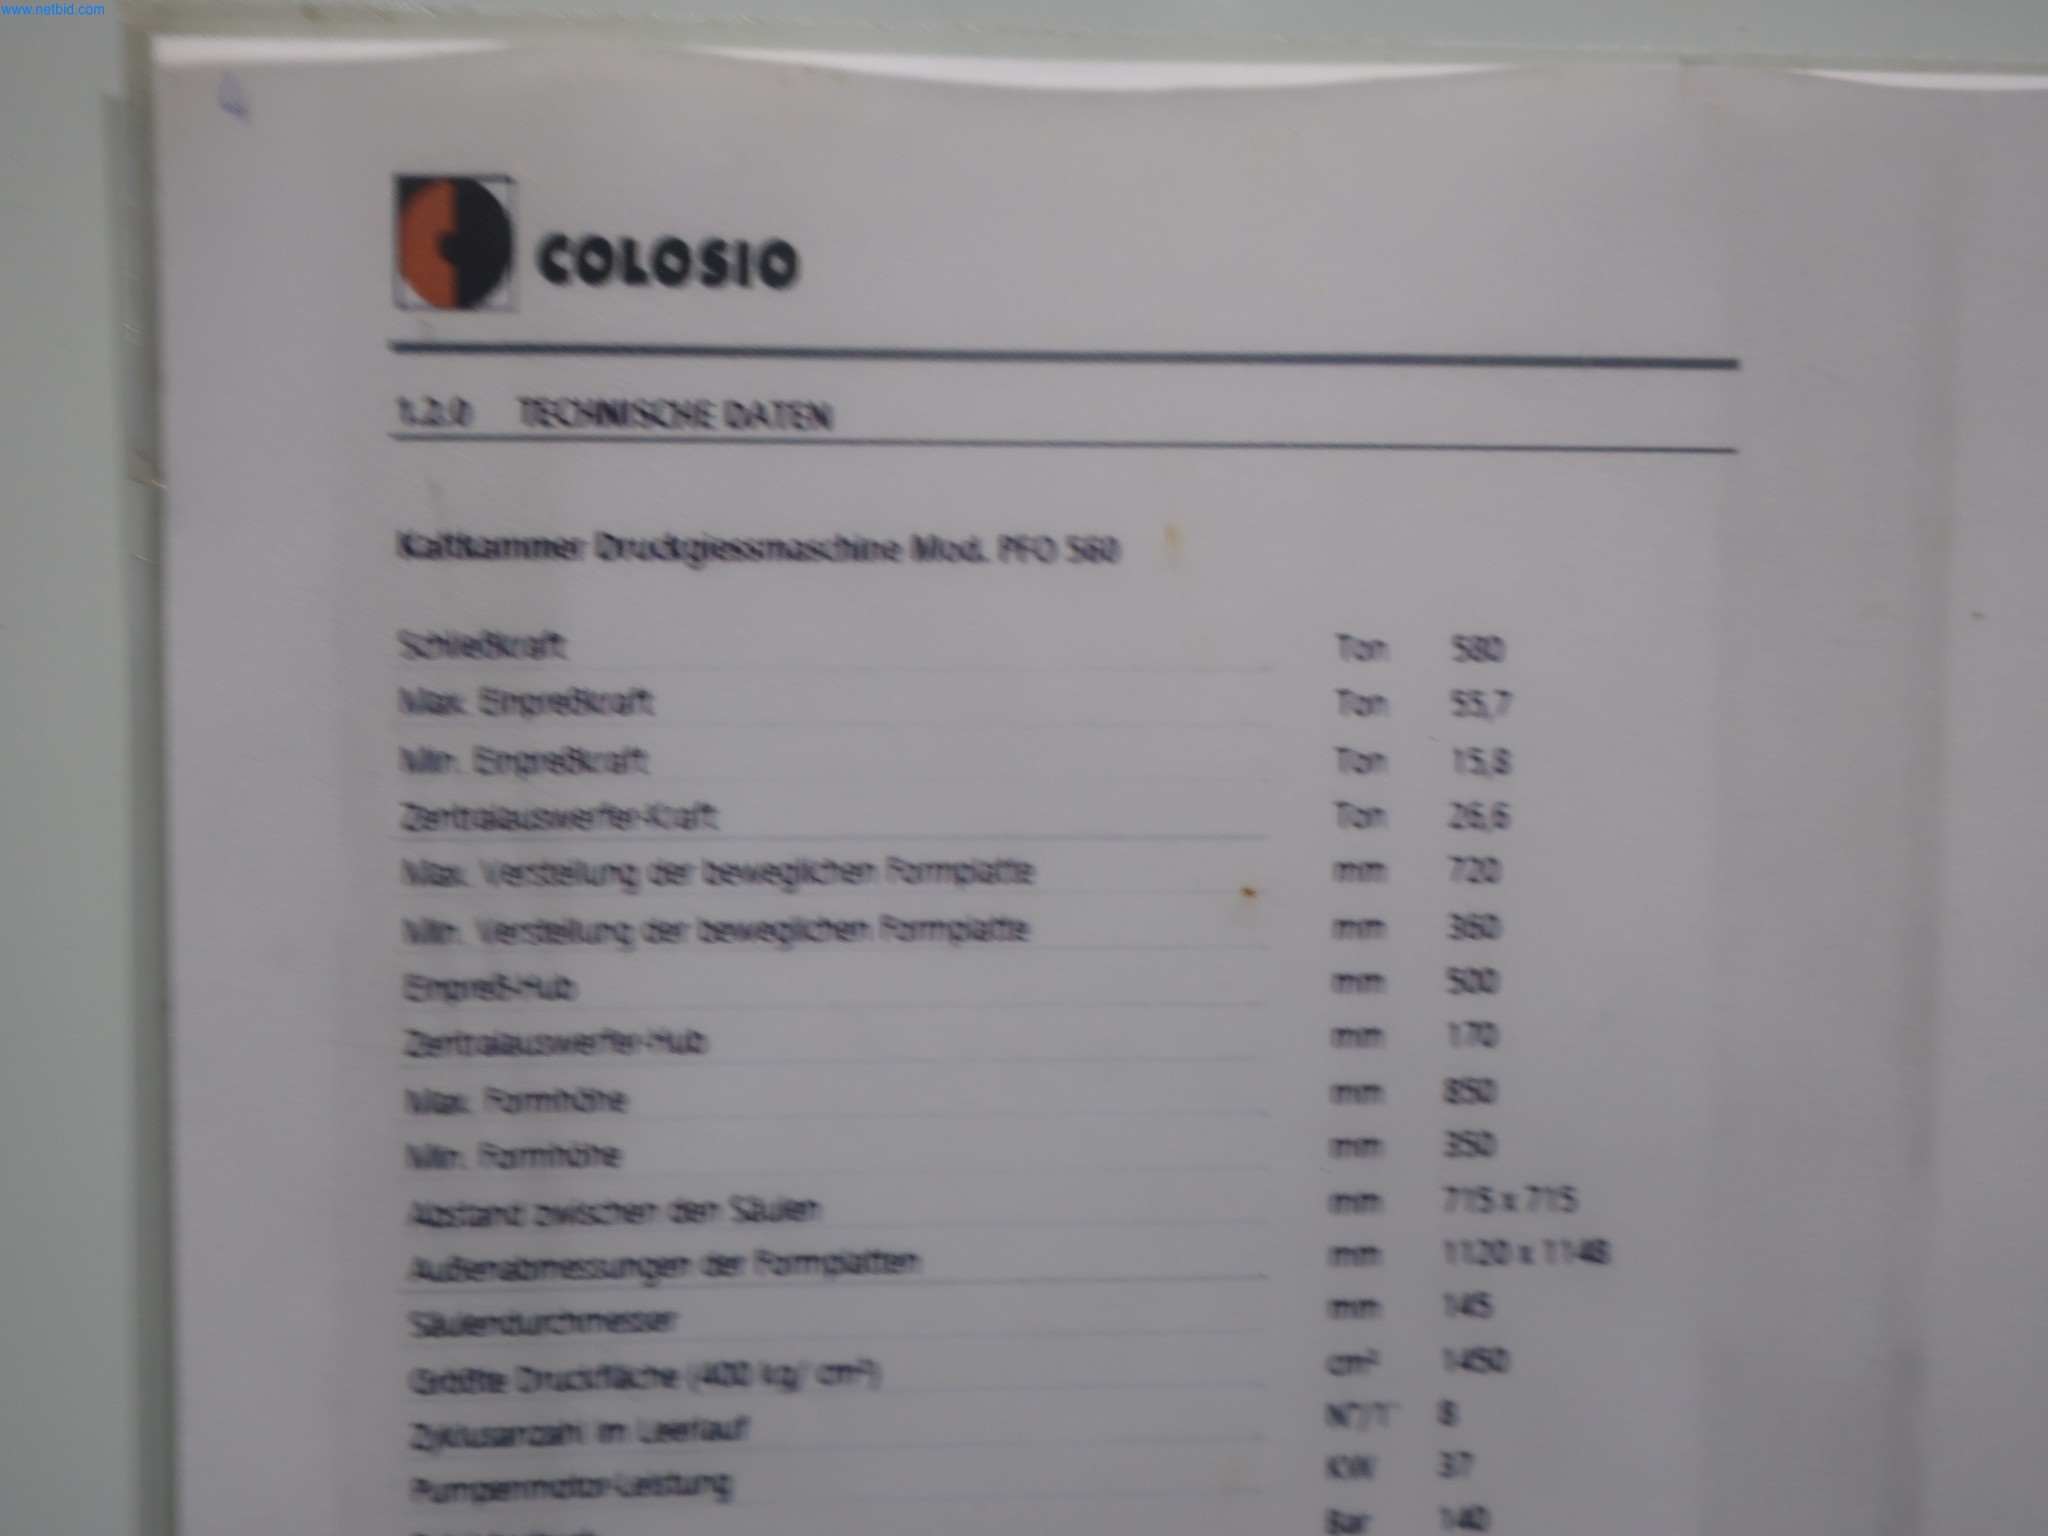 www.netbid.com
COLOSIO
1.2.0 TECHNISCHE DATEN
Kaltkammer Druckgiessmaschine Mod. PFO 560
Schließkraft Ton 580
Max. Einpreßkraft Ton 55,7
Min. Einpreßkraft Ton 15,8
Zentralauswerfer-Kraft Ton 26,6
Max. Verstellung der beweglichen Formplatte mm 720
Min. Verstellung der beweglichen Formplatte mm 360
Einpreß-Hub mm 500
Zentralauswerfer-Hub mm 170
Max. Formhöhe mm 850
Min. Formhöhe mm 350
Abstand zwischen den Säulen mm 715 x 715
Außenabmessungen der Formplatten mm 1120 x 1148
Säulendurchmesser mm 145
Größte Druckfläche (400 kg/ cm²) cm² 1450
Zyklusanzahl im Leerlauf N°/1' 8
Pumpenmotor-Leistung KW 37
Bar 140